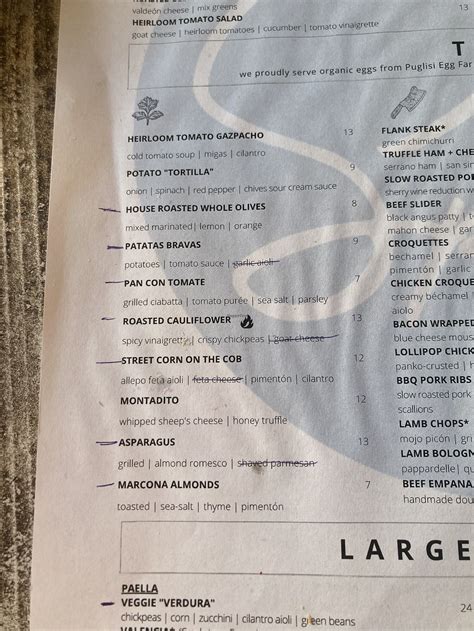 valdeón cheese | mix greens
HEIRLOOM TOMATO SALAD 13
goat cheese | heirloom tomatoes | cucumber | tomato vinaigrette
T
we proudly serve organic eggs from Puglisi Egg Far
HEIRLOOM TOMATO GAZPACHO 13
cold tomato soup | migas | cilantro
POTATO "TORTILLA" 9
onion | spinach | red pepper | chives sour cream sauce
HOUSE ROASTED WHOLE OLIVES 8
mixed marinated| lemon | orange
PATATAS BRAVAS 9
potatoes | tomato sauce | garlic aioli
PAN CON TOMATE 7
grilled ciabatta | tomato purée | sea salt | parsley
ROASTED CAULIFLOWER 13
spicy vinaigretty | crispy chickpeas | goat cheese
STREET CORN ON THE COB 12
allepo feta aioli | feta cheese | pimentón | cilantro
MONTADITO 12
whipped sheep's cheese | honey truffle
ASPARAGUS 13
grilled | almond romesco | shaved parmesan
MARCONA ALMONDS 7
toasted | sea-salt | thyme | pimentón
FLANK STEAK*
green chimichurri
TRUFFLE HAM + CHE
serrano ham | san sim
SLOW ROASTED POR
sherry wine reduction w
BEEF SLIDER
black angus patty |
mahon cheese | gar
CROQUETTES
bechamel | serran
pimentón | garlic
CHICKEN CROQUE
creamy béchamel
aiolo
BACON WRAPPED
blue cheese mous
LOLLIPOP CHICK
panko-crusted | h
BBQ PORK RIBS
slow roasted pork
scallions
LAMB CHOPS*
mojo picón | gri
LAMB BOLOGN
pappardelle| qu
BEEF EMPANA
handmade dou
LARGE
PAELLA
VEGGIE "VERDURA" 24
chickpeas | corn | zucchini | cilantro aioli | green beans
VALENCIA*